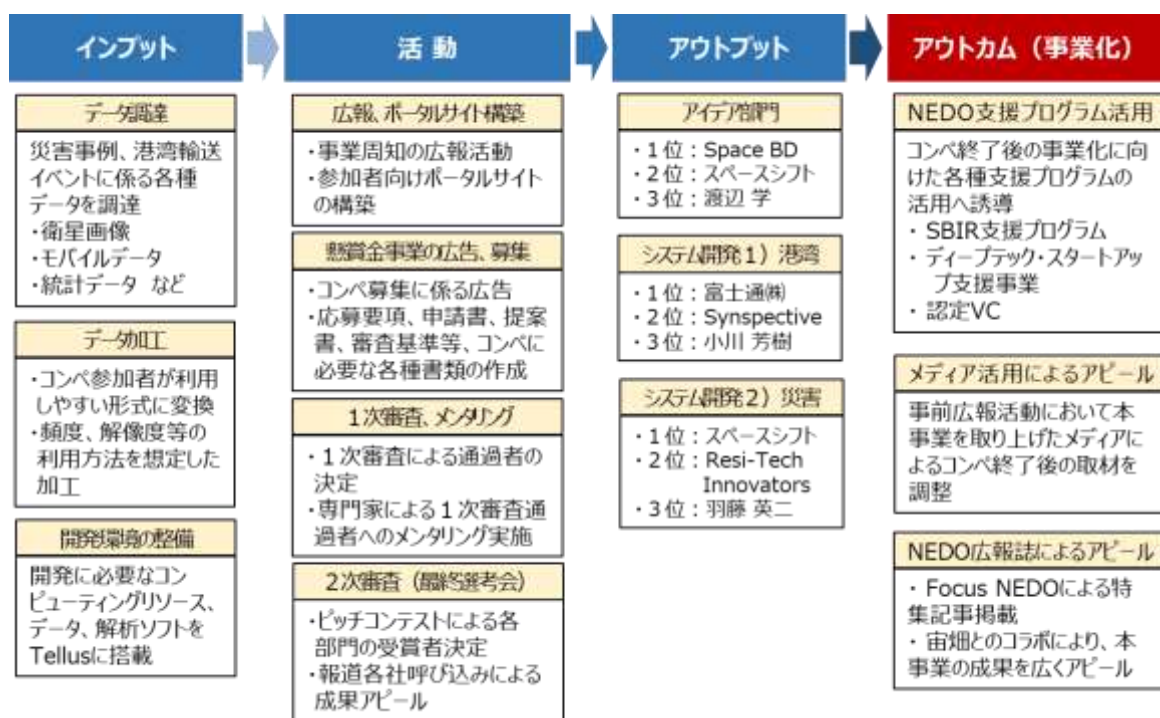 インプット
データ調達
災害事例、港湾輸送
イベントに係る各種
データを調達
・衛星画像
・モバイルデータ
・統計データ など
データ加工
・コンペ参加者が利用
しやすい形式に変換
・頻度、解像度等の
利用方法を想定した
加工
開発環境の整備
開発に必要なコン
ピューティングリソース、
データ、解析ソフトを
Tellusに搭載
活 動
広報、ポータルサイト構築
・事業周知の広報活動
・参加者向けポータルサイト
の構築
懸賞金事業の広告、募集
・コンペ募集に係る広告
・応募要項、申請書、提案
書、審査基準等、コンペに
必要な各種書類の作成
１次審査、メンタリング
・１次審査による通過者の
決定
・専門家による１次審査通
過者へのメンタリング実施
２次審査（最終選考会）
・ピッチコンテストによる各
部門の受賞者決定
・報道各社呼び込みによる
成果アピール
アウトプット
アイデア部門
・１位：Space BD
・２位：スペースシフト
・３位：渡辺 学
システム開発１）港湾
・１位：富士通㈱
・２位：Synspective
・３位：小川 芳樹
システム開発２）災害
・１位：スペースシフト
・２位：Resi-Tech
Innovators
・３位：羽藤 英二
アウトカム（事業化）
NEDO支援プログラム活用
コンペ終了後の事業化に向
けた各種支援プログラムの
活用へ誘導
・ SBIR支援プログラム
・ ディープテック・スタートアッ
プ支援事業
・ 認定VC
メディア活用によるアピール
事前広報活動において本
事業を取り上げたメディアに
よるコンペ終了後の取材を
調整
NEDO広報誌によるアピール
・ Focus NEDOによる特
集記事掲載
・ 宙畑とのコラボにより、本
事業の成果を広くアピール